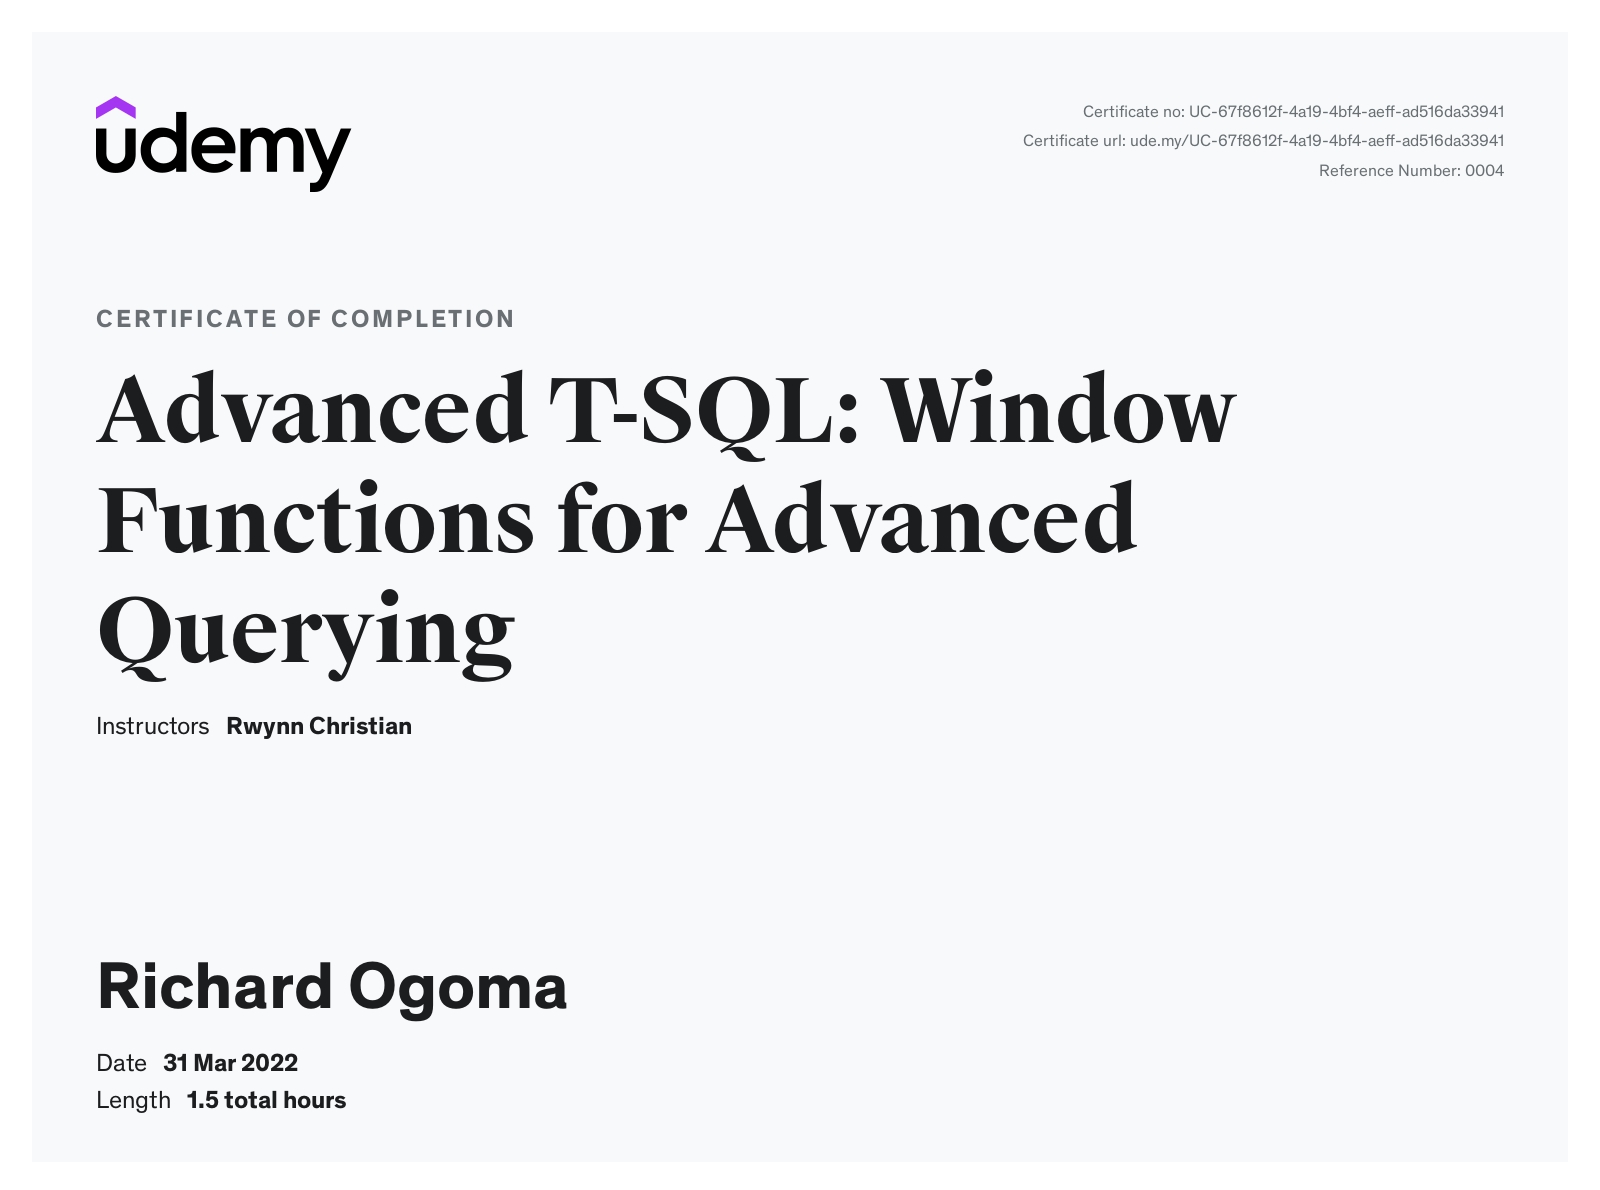 udemy
Certificate no: UC-67f8612f-4a19-4bf4-aeff-ad516da33941
Certificate url: ude.my/UC-67f8612f-4a19-4bf4-aeff-ad516da33941
Reference Number: 0004
CERTIFICATE OF COMPLETION
Advanced T-SQL: Window
Functions for Advanced
Querying
Instructors Rwynn Christian
Richard Ogoma
Date 31 Mar 2022
Length 1.5 total hours